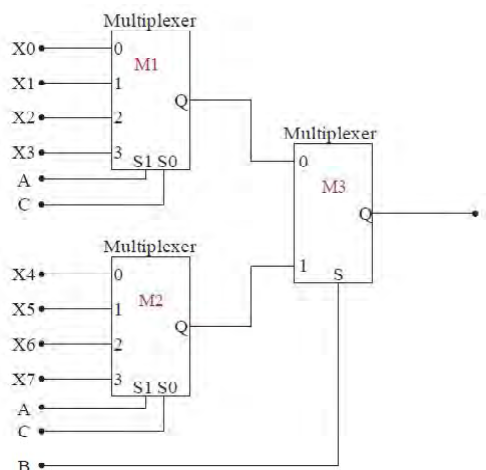 Multiplexer
X0 0
M1
X1 1
X2 2
Q
X3 3
S1 S0
A
C
Multiplexer
0
M3
Q
1
S
Multiplexer
X4 0
M2
X5 1
Q
X6 2
X7 3
S1 S0
A
C
B